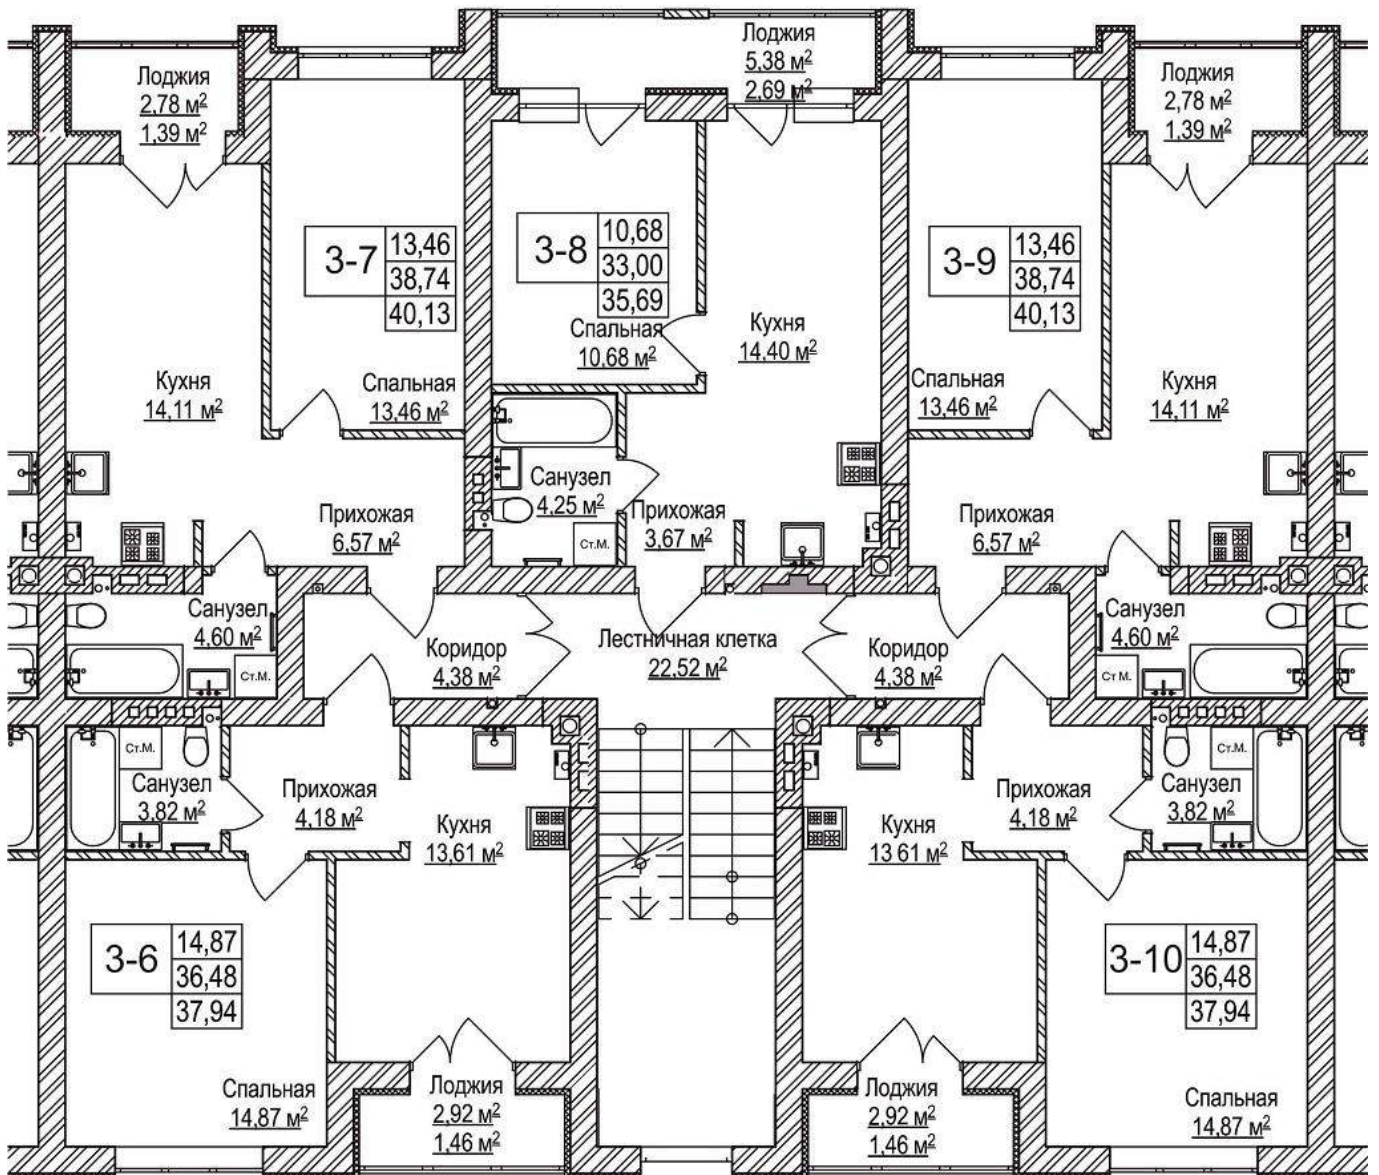 Лоджия
2,78 м²
1,39 м²
Лоджия
5,38 м²
2,69 м²
Лоджия
2,78 м²
1,39 м²
3-7
13,46
38,74
40,13
3-8
10,68
33,00
35,69
3-9
13,46
38,74
40,13
Кухня
14,11 м²
Спальная
13,46 м²
Спальная
10,68 м²
Кухня
14,40 м²
Спальная
13,46 м²
Кухня
14,11 м²
Прихожая
6,57 м²
Санузел
4,25 м²
Ст.М.
Прихожая
3,67 м²
Прихожая
6,57 м²
Санузел
4,60 м²
Ст.М.
Коридор
4,38 м²
Лестничная клетка
22,52 м²
Коридор
4,38 м²
Санузел
4,60 м²
Ст.М.
Ст.М.
Санузел
3,82 м²
Прихожая
4,18 м²
Кухня
13,61 м²
Кухня
13 61 м²
Прихожая
4,18 м²
Ст.М.
Санузел
3,82 м²
3-6
14,87
36,48
37,94
3-10
14,87
36,48
37,94
Спальная
14,87 м²
Лоджия
2,92 м²
1,46 м²
Лоджия
2,92 м²
1,46 м²
Спальная
14,87 м²